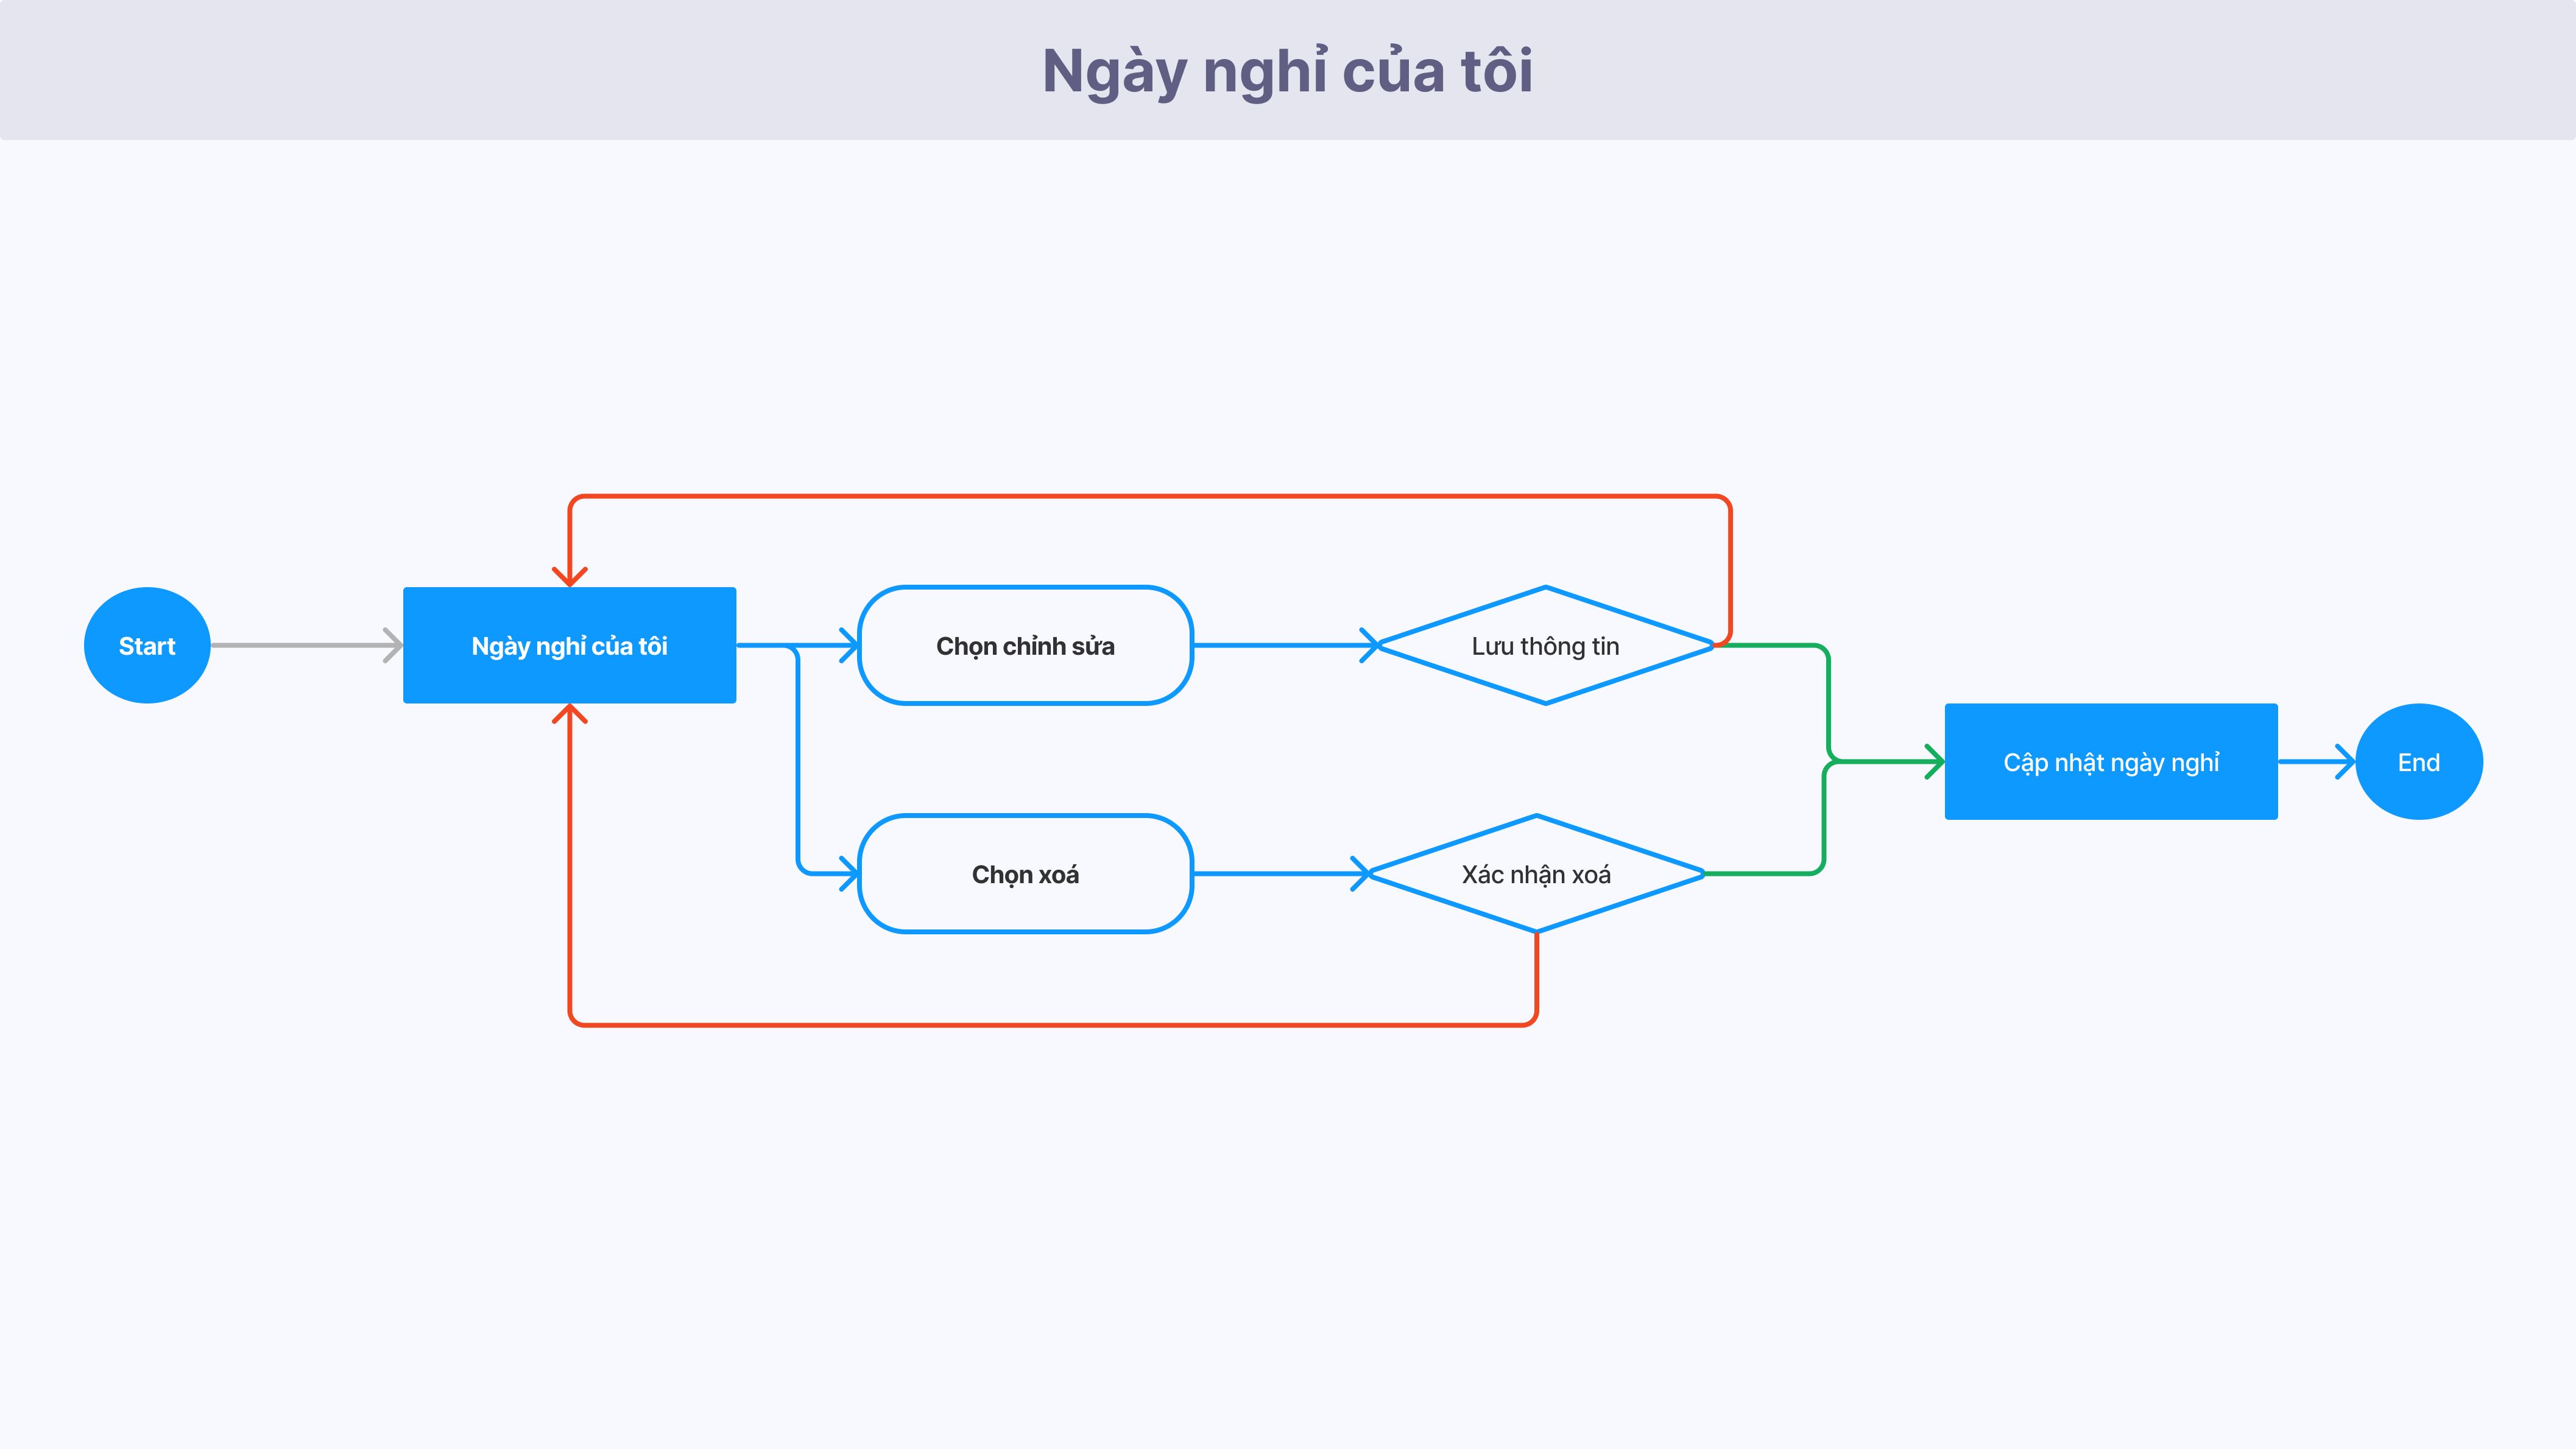 Ngày nghỉ của tôi
Start
Ngày nghỉ của tôi
Chọn chỉnh sửa
Lưu thông tin
Chọn xoá
Xác nhận xoá
Cập nhật ngày nghỉ
End